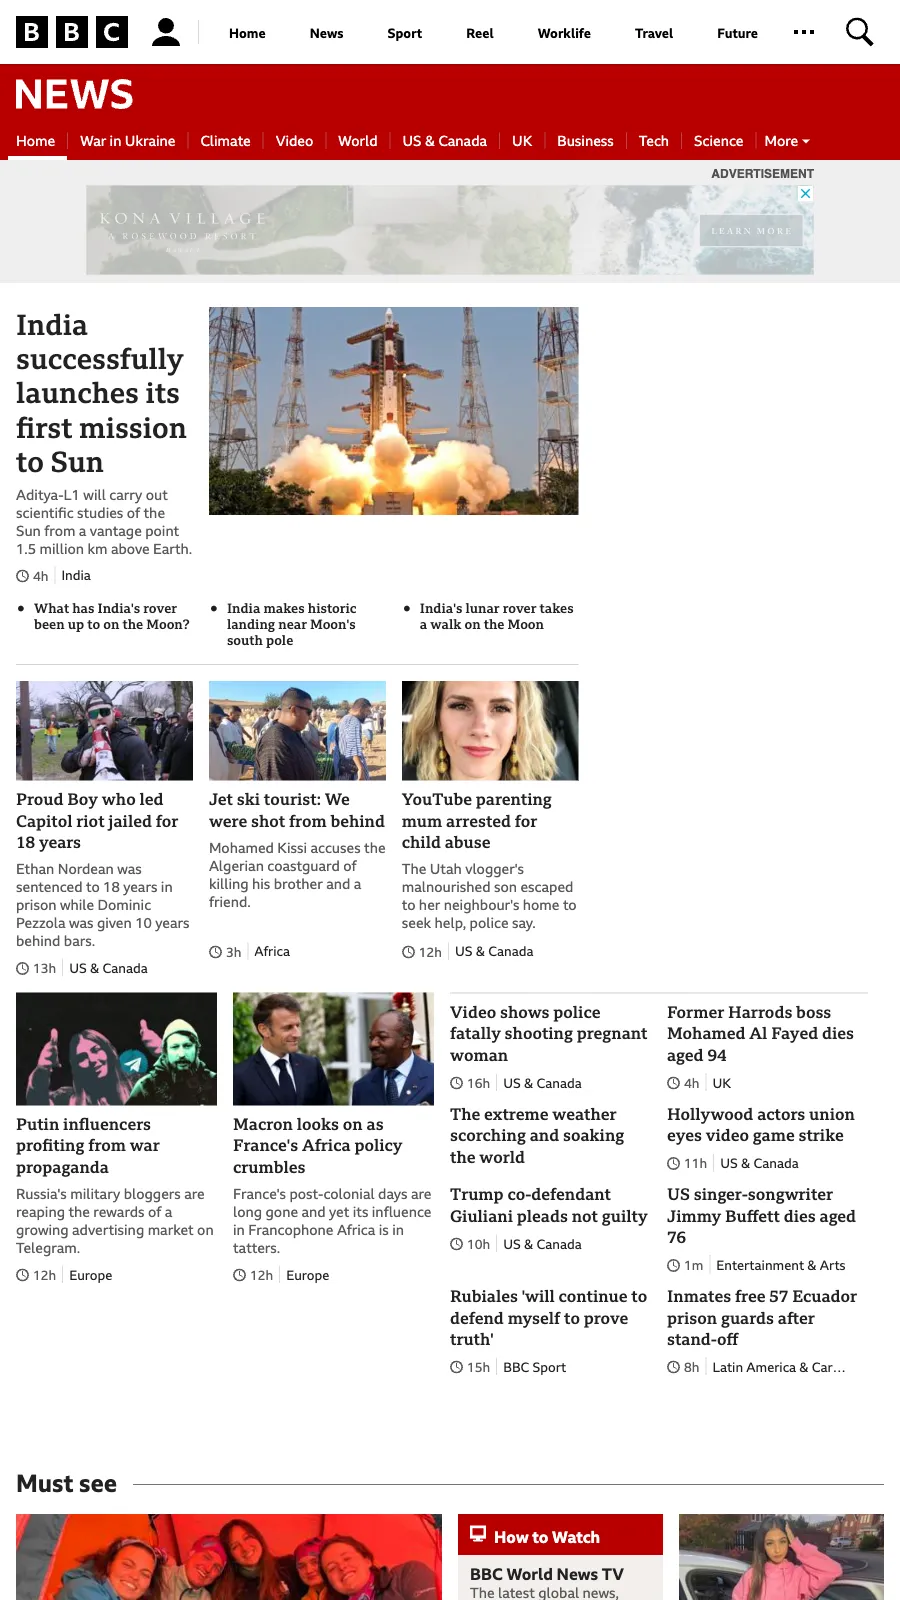 BBC
Home
News
Sport
Reel
Worklife
Travel
Future
NEWS
Home
War in Ukraine
Climate
Video
World
US & Canada
UK
Business
Tech
Science
More
ADVERTISEMENT
KONA VILLAGE
A ROSEWOOD RESORT
LEARN MORE
India
successfully
launches its
first mission
to Sun
Aditya-L1 will carry out
scientific studies of the
Sun from a vantage point
1.5 million km above Earth.
4h India
What has India's rover
been up to on the Moon?
India makes historic
landing near Moon's
south pole
India's lunar rover takes
a walk on the Moon
Proud Boy who led
Capitol riot jailed for
18 years
Ethan Nordean was
sentenced to 18 years in
prison while Dominic
Pezzola was given 10 years
behind bars.
13h US & Canada
Jet ski tourist: We
were shot from behind
Mohamed Kissi accuses the
Algerian coastguard of
killing his brother and a
friend.
3h Africa
YouTube parenting
mum arrested for
child abuse
The Utah vlogger's
malnourished son escaped
to her neighbour's home to
seek help, police say.
12h US & Canada
Putin influencers
profiting from war
propaganda
Russia's military bloggers are
reaping the rewards of a
growing advertising market on
Telegram.
12h Europe
Macron looks on as
France's Africa policy
crumbles
France's post-colonial days are
long gone and yet its influence
in Francophone Africa is in
tatters.
12h Europe
Video shows police
fatally shooting pregnant
woman
16h US & Canada
The extreme weather
scorching and soaking
the world
Trump co-defendant
Giuliani pleads not guilty
10h US & Canada
Rubiales 'will continue to
defend myself to prove
truth'
15h BBC Sport
Former Harrods boss
Mohamed Al Fayed dies
aged 94
4h UK
Hollywood actors union
eyes video game strike
11h US & Canada
US singer-songwriter
Jimmy Buffett dies aged
76
1m Entertainment & Arts
Inmates free 57 Ecuador
prison guards after
stand-off
8h Latin America & Car…
Must see
How to Watch
BBC World News TV
The latest global news,